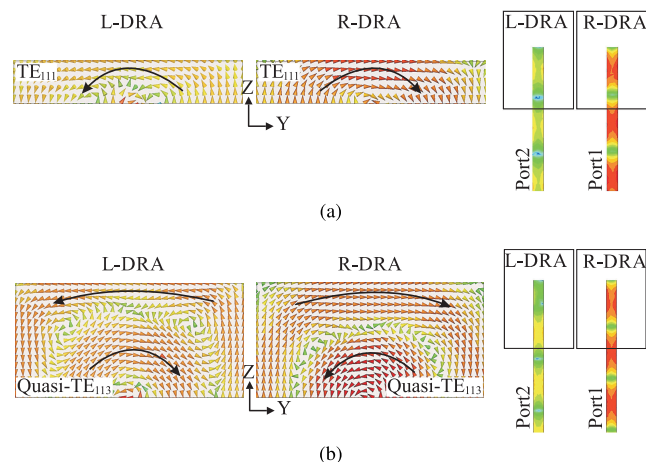 L-DRA R-DRA
TE111 TE111
Z
Y
L-DRA R-DRA
Port2 Port1
(a)
L-DRA R-DRA
Quasi-TE113 Quasi-TE113
Z
Y
L-DRA R-DRA
Port2 Port1
(b)